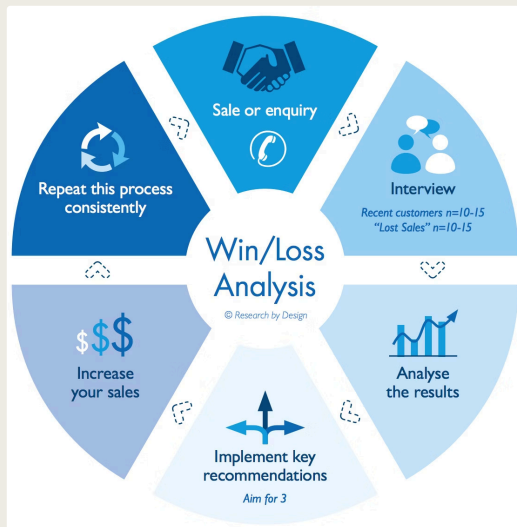 Sale or enquiry
Interview
Recent customers n=10-15
"Lost Sales" n=10-15
Analyse
the results
Implement key
recommendations
Aim for 3
Increase
your sales
$$$
Repeat this process
consistently
Win/Loss
Analysis
© Research by Design